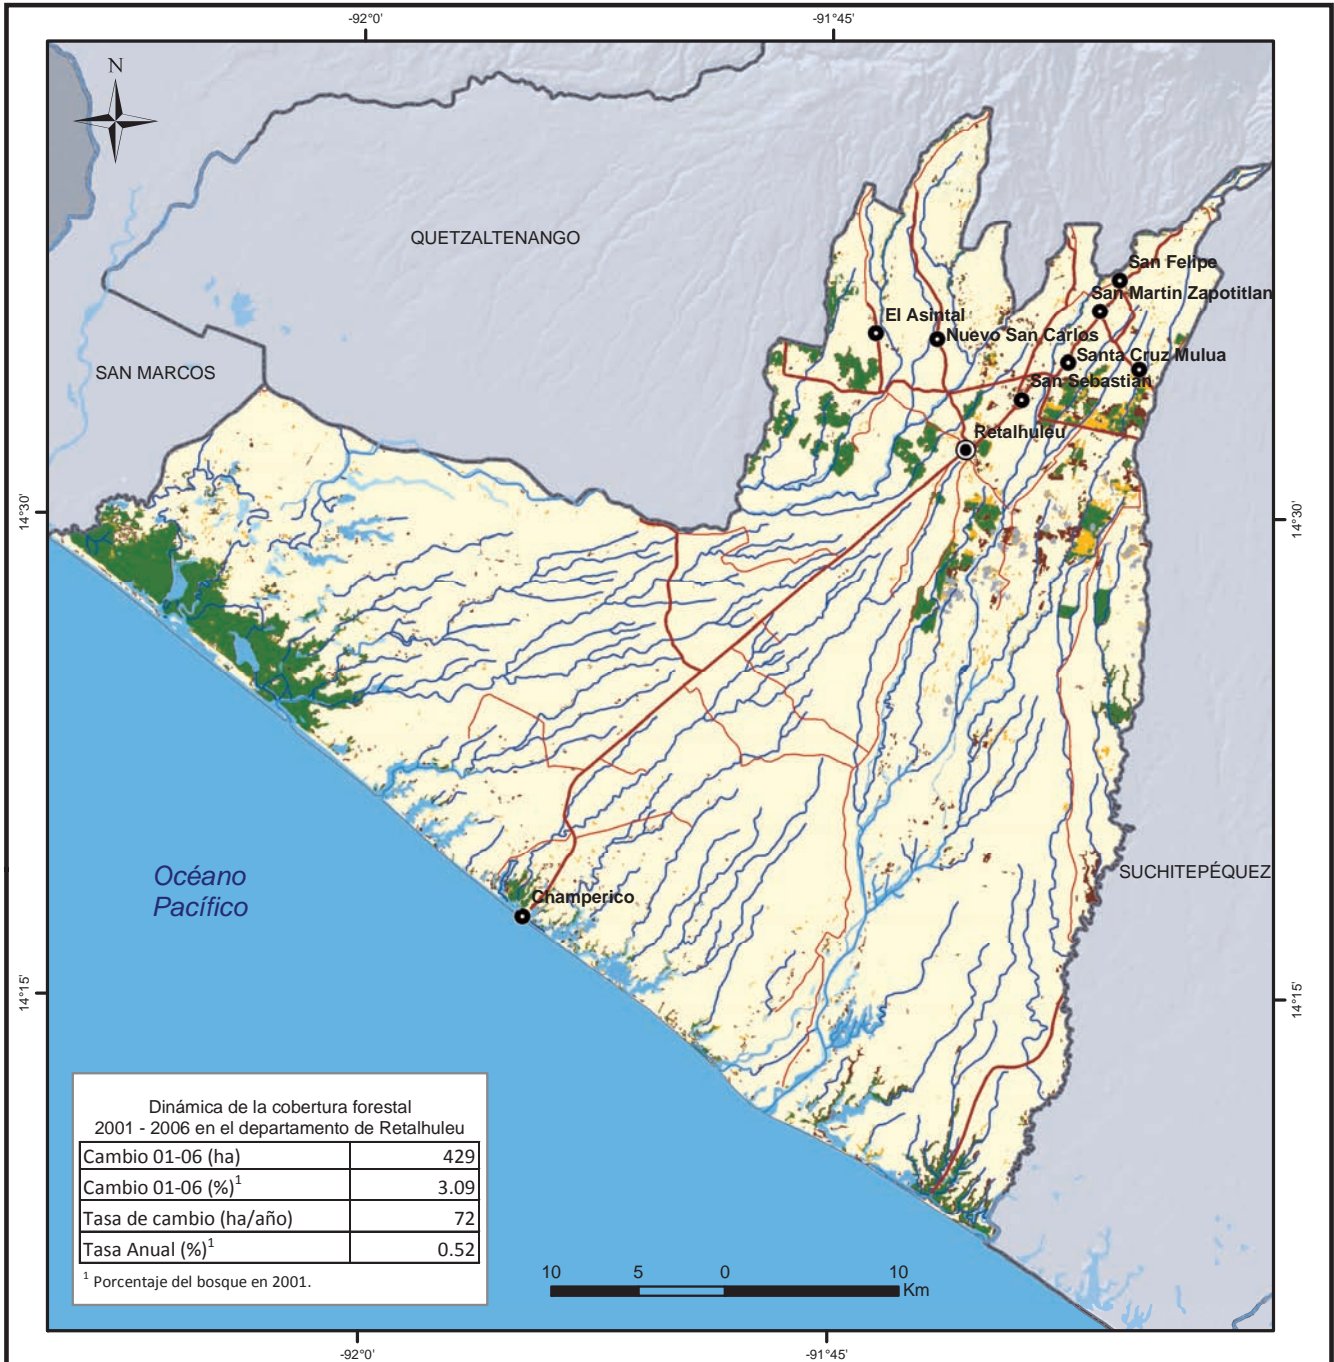 -92°0'
-91°45'
N
QUETZALTENANGO
San Felipe
San Martin Zapotitlan
El Asintal
Nuevo San Carlos
Santa Cruz Mulua
SAN MARCOS
San Sebastian
Retalhuleu
14°30'
14°30'
SUCHITEPÉQUEZ
Océano
Pacífico
Champerico
14°15'
14°15'
Dinámica de la cobertura forestal
2001 - 2006 en el departamento de Retalhuleu
Cambio 01-06 (ha) 429
Cambio 01-06 (%)¹ 3.09
Tasa de cambio (ha/año) 72
Tasa Anual (%)¹ 0.52
¹ Porcentaje del bosque en 2001.
10 5 0 10
Km
-92°0'
-91°45'